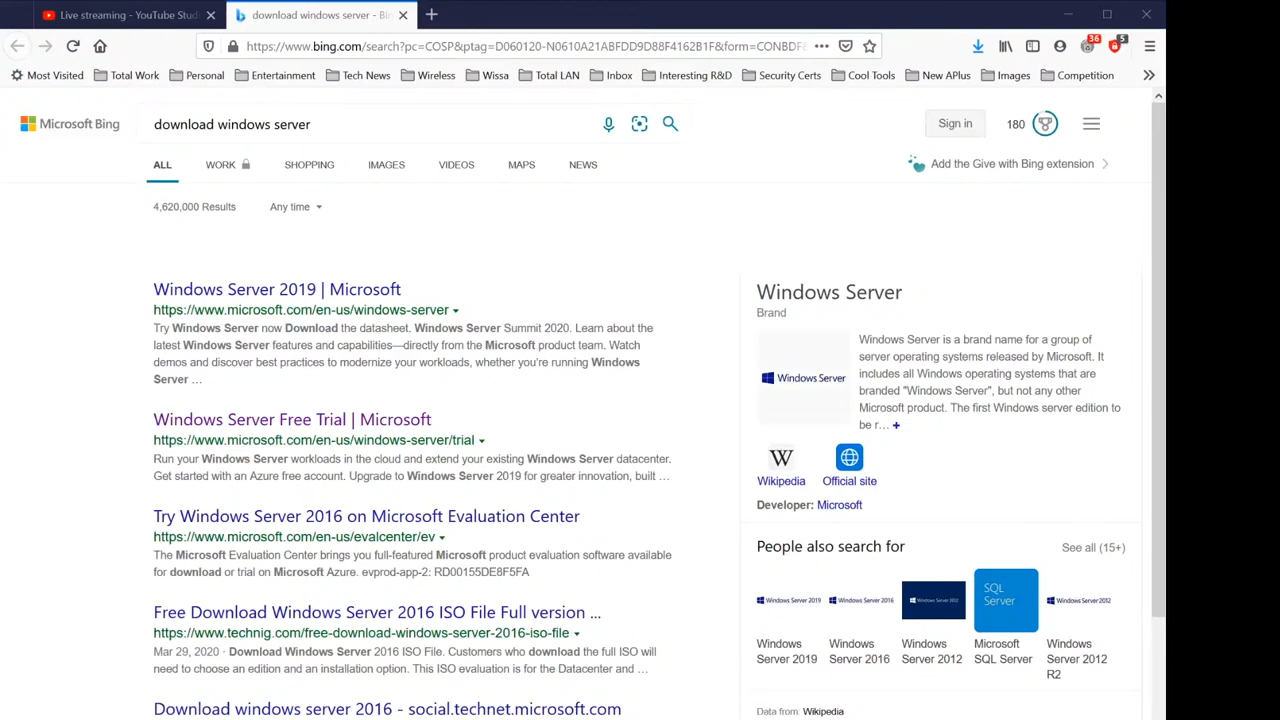 Live streaming - YouTube Stud
download windows server - Bi
https://www.bing.com/search?pc=COSP&ptag=D060120-N0610A21ABFDD9D88F4162B1F&form=CONBDF
36
5
Most Visited
Total Work
Personal
Entertainment
Tech News
Wireless
Wissa
Total LAN
Inbox
Interesting R&D
Security Certs
Cool Tools
New APlus
Images
Competition
Microsoft Bing
download windows server
Sign in
180
ALL
WORK
SHOPPING
IMAGES
VIDEOS
MAPS
NEWS
Add the Give with Bing extension
4,620,000 Results
Any time
Windows Server 2019 | Microsoft
https://www.microsoft.com/en-us/windows-server
Try Windows Server now Download the datasheet. Windows Server Summit 2020. Learn about the
latest Windows Server features and capabilities—directly from the Microsoft product team. Watch
demos and discover best practices to modernize your workloads, whether you're running Windows
Server ...
Windows Server Free Trial | Microsoft
https://www.microsoft.com/en-us/windows-server/trial
Run your Windows Server workloads in the cloud and extend your existing Windows Server datacenter.
Get started with an Azure free account. Upgrade to Windows Server 2019 for greater innovation, built ...
Try Windows Server 2016 on Microsoft Evaluation Center
https://www.microsoft.com/en-us/evalcenter/ev
The Microsoft Evaluation Center brings you full-featured Microsoft product evaluation software available
for download or trial on Microsoft Azure. evprod-app-2: RD00155DE8F5FA
Free Download Windows Server 2016 ISO File Full version ...
https://www.technig.com/free-download-windows-server-2016-iso-file
Mar 29, 2020 · Download Windows Server 2016 ISO File. Customers who download the full ISO will
need to choose an edition and an installation option. This ISO evaluation is for the Datacenter and ...
Download windows server 2016 - social.technet.microsoft.com
Windows Server
Brand
Windows Server
Windows Server is a brand name for a group of
server operating systems released by Microsoft. It
includes all Windows operating systems that are
branded "Windows Server", but not any other
Microsoft product. The first Windows server edition to
be r... +
W
Wikipedia
Official site
Developer: Microsoft
People also search for
See all (15+)
Windows Server 2019
Windows Server 2016
Windows Server 2012
SQL
Server
Windows Server 2012
Windows
Server 2019
Windows
Server 2016
Windows
Server 2012
Microsoft
SQL Server
Windows
Server 2012
R2
Data from: Wikipedia